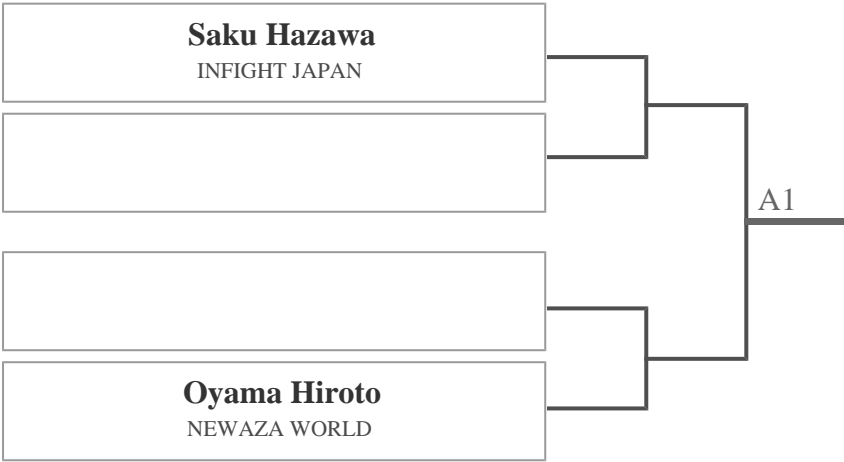 Saku Hazawa
INFIGHT JAPAN
A1
Oyama Hiroto
NEWAZA WORLD